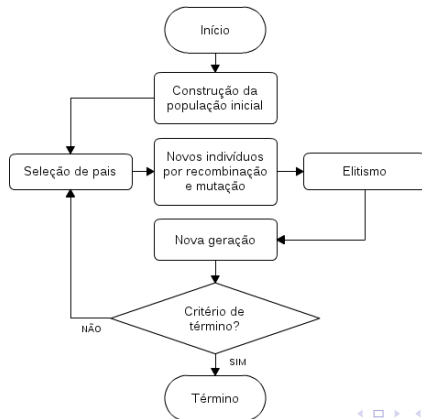 Início
Construção da
população inicial
Seleção de pais
Novos indivíduos
por recombinação
e mutação
Elitismo
Nova geração
Critério de
término?
NÃO
SIM
Término